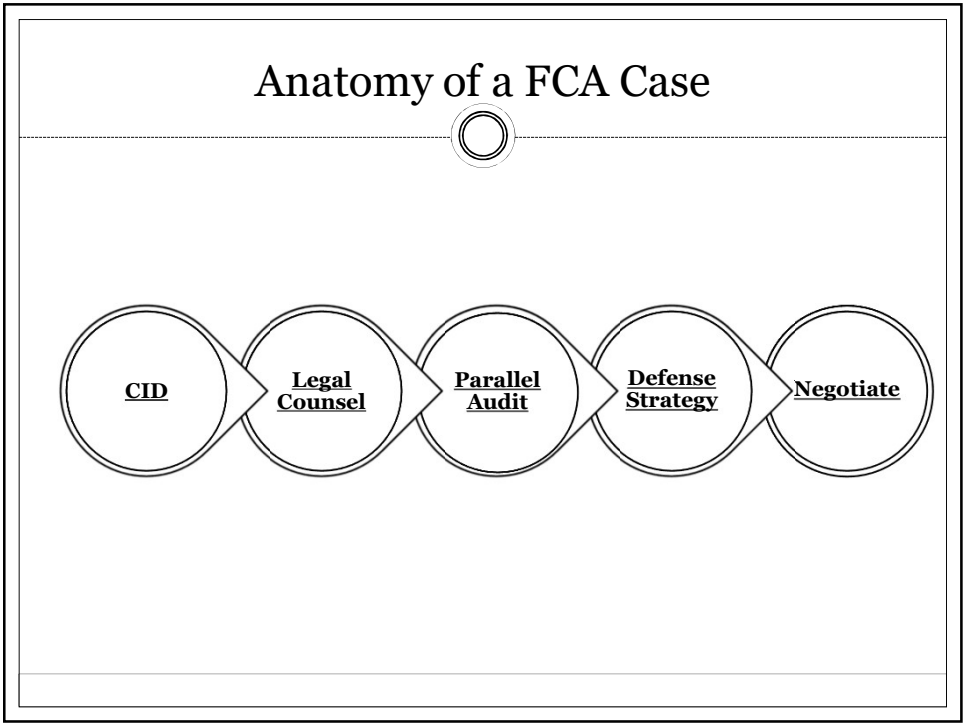 Anatomy of a FCA Case
CID
Legal
Counsel
Parallel
Audit
Defense
Strategy
Negotiate